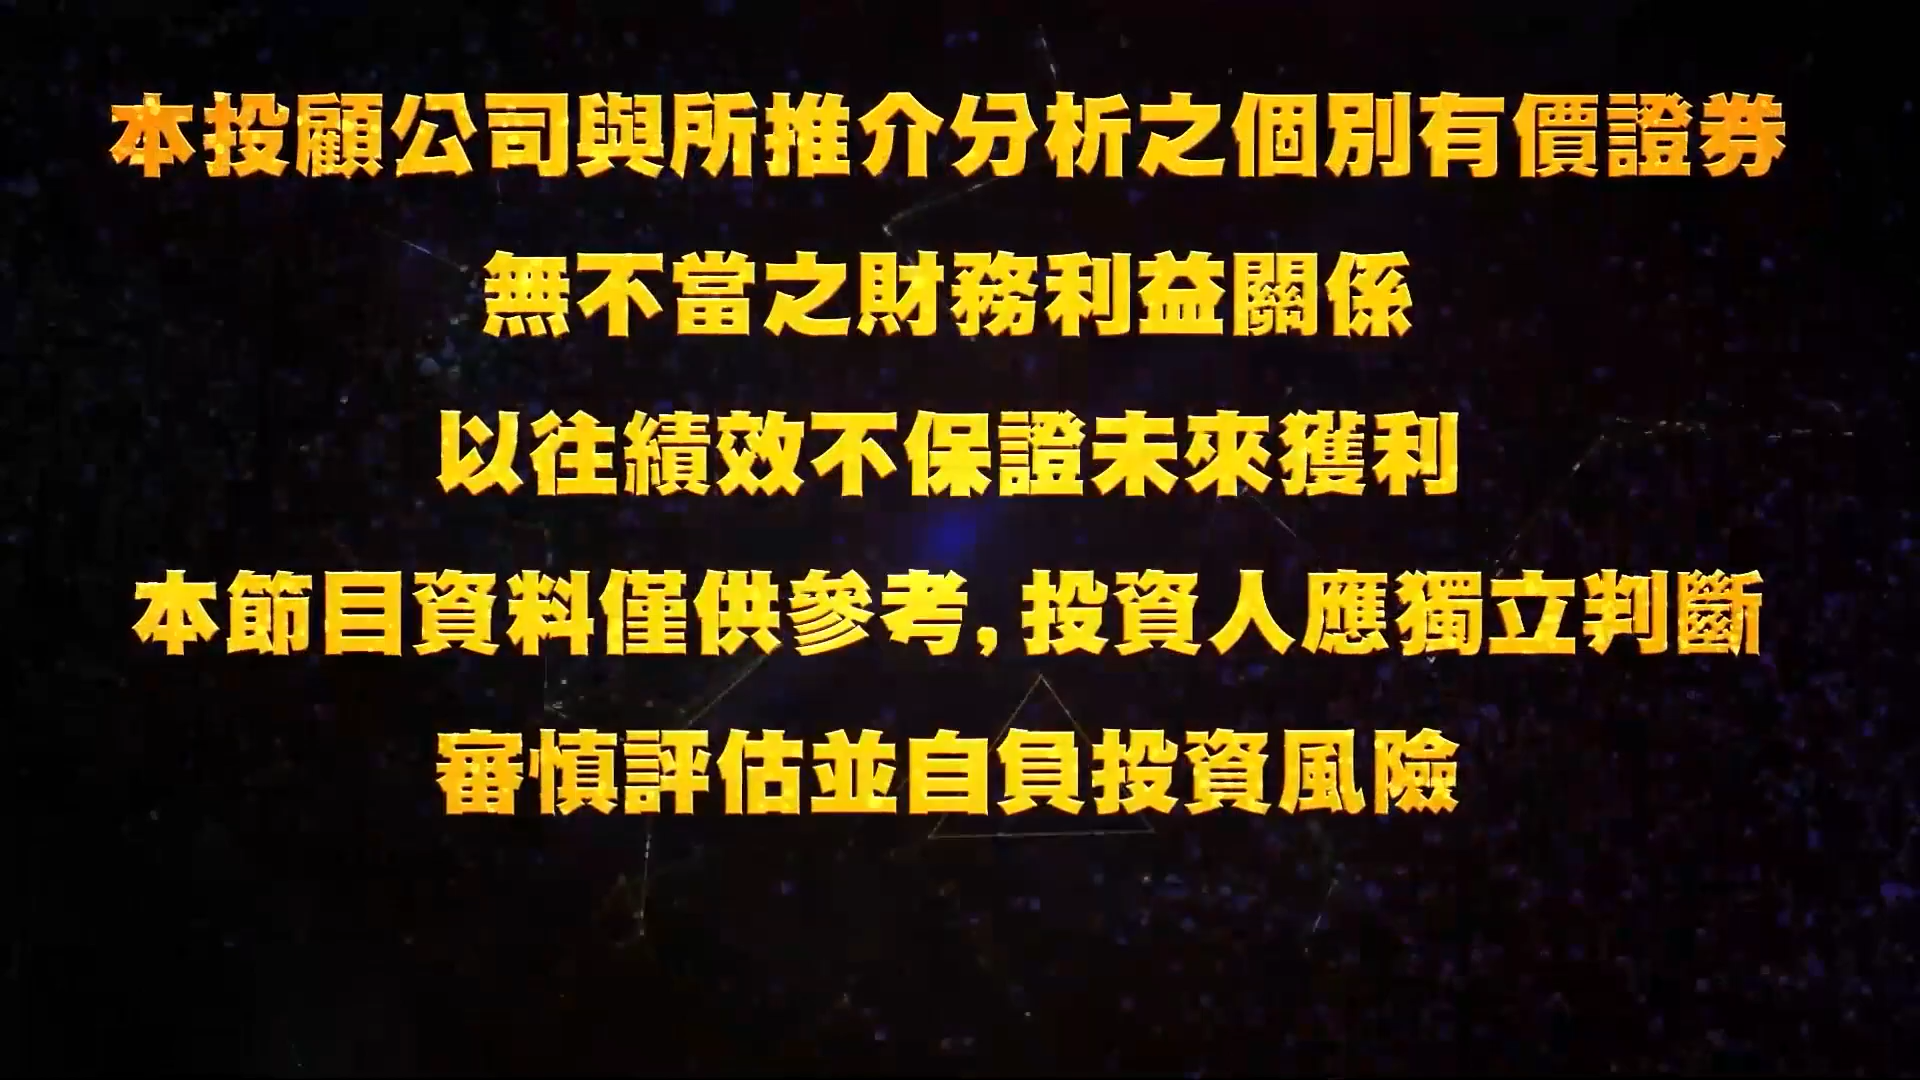 本投顧公司與所推介分析之個別有價證券
無不當之財務利益關係
以往績效不保證未來獲利
本節目資料僅供參考,投資人應獨立判斷
審慎評估並自負投資風險